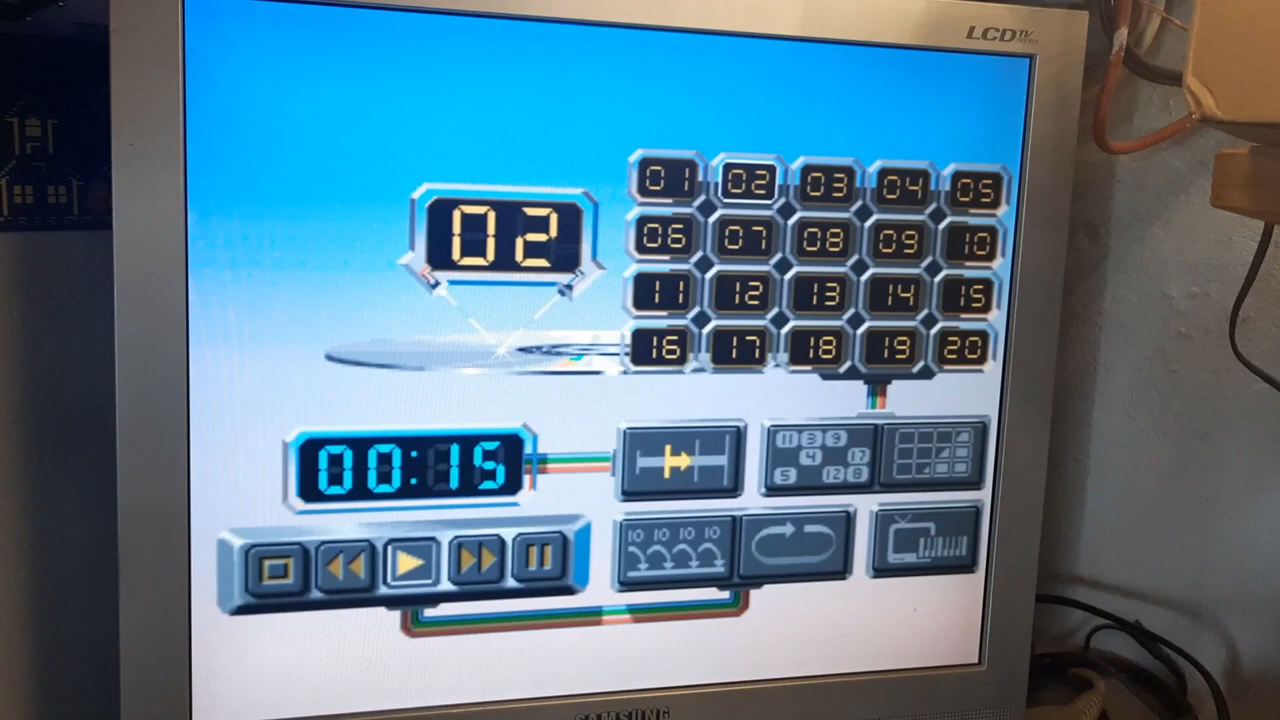 LCD TV
01 02 03 04 05
02
06 07 08 09 10
11 12 13 14 15
16 17 18 19 20
00:15
11 3 9
4 17
5 12 8
10 10 10 10
SAMSUNG